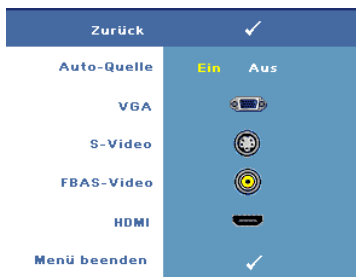 Zurück
Auto-Quelle Ein Aus
VGA
S-Video
FBAS-Video
HDMI
Menü beenden